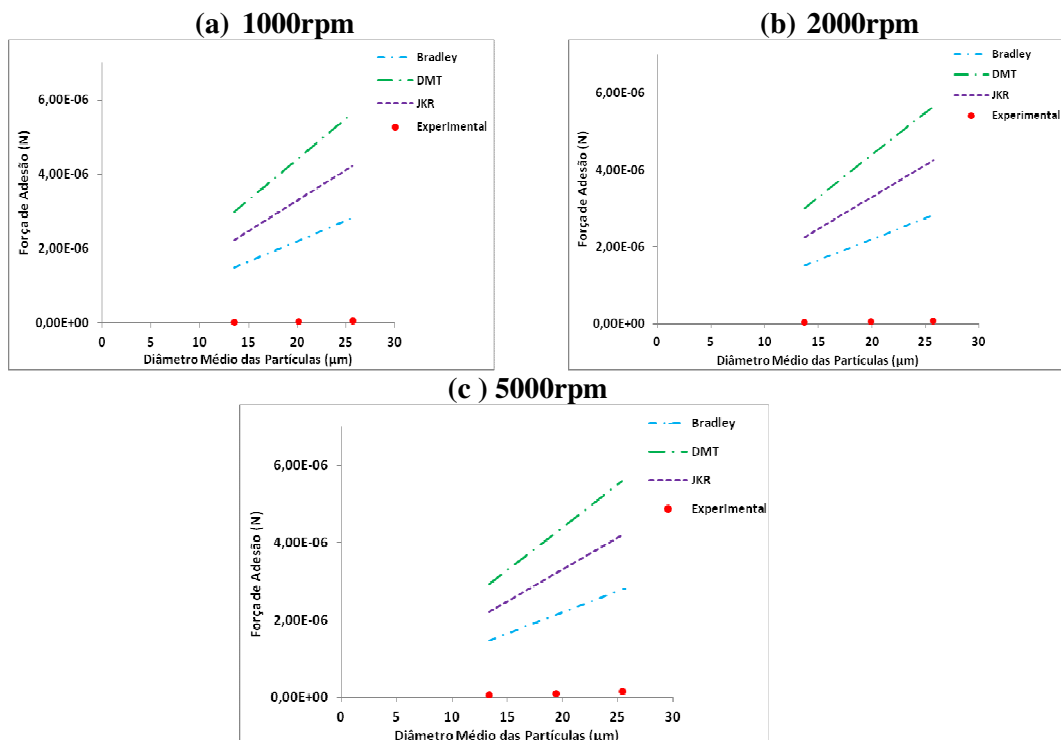 (a) 1000rpm
Bradley
DMT
JKR
Experimental
6,00E-06
4,00E-06
2,00E-06
0,00E+00
Força de Adesão (N)
0 5 10 15 20 25 30
Diâmetro Médio das Partículas (µm)
(b) 2000rpm
Bradley
DMT
JKR
Experimental
6,00E-06
4,00E-06
2,00E-06
0,00E+00
Força de Adesão (N)
0 5 10 15 20 25 30
Diâmetro Médio das Partículas (µm)
(c ) 5000rpm
Bradley
DMT
JKR
Experimental
6,00E-06
4,00E-06
2,00E-06
0,00E+00
Força de Adesão (N)
0 5 10 15 20 25 30
Diâmetro Médio das Partículas (µm)